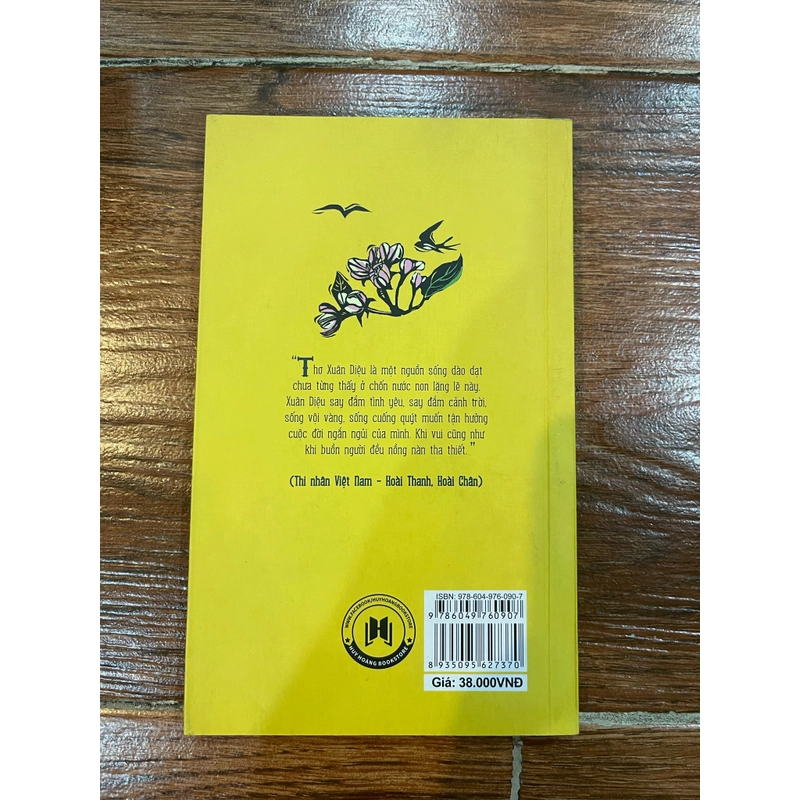 “Thơ Xuân Diệu là một nguồn sống dào dạt
chưa từng thấy ở chốn nước non lặng lẽ này.
Xuân Diệu say đắm tình yêu, say đắm cảnh trời,
sống vội vàng, sống cuống quýt muốn tận hưởng
cuộc đời ngắn ngủi của mình. Khi vui cũng như
khi buồn người đều nồng nàn tha thiết.”
(Thi nhân Việt Nam - Hoài Thanh, Hoài Chân)
ISBN: 978-604-976-090-7
9 786049 760907
8 935095 627370
Giá: 38.000VNĐ
WWW.FACEBOOK/HUYHOANGBOOKSTORE
HUY HOANG BOOKSTORE